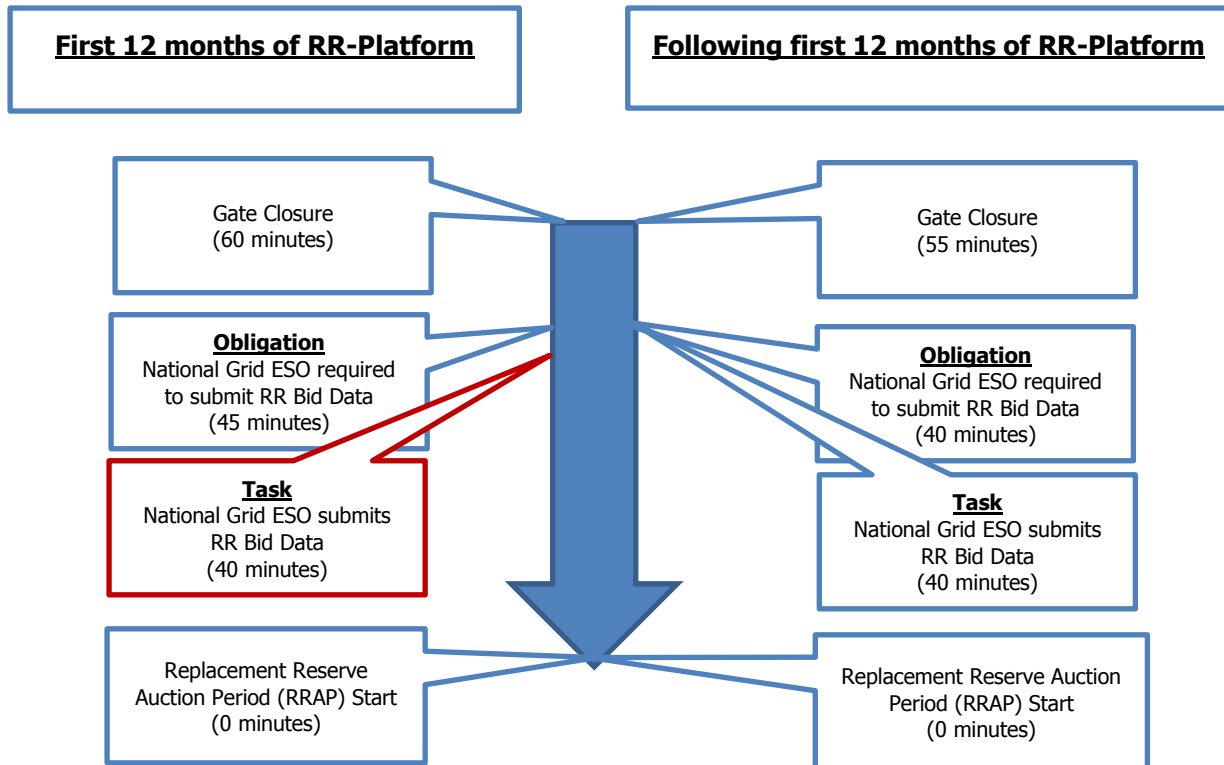 First 12 months of RR-Platform
Following first 12 months of RR-Platform
Gate Closure
(60 minutes)
Gate Closure
(55 minutes)
Obligation
National Grid ESO required
to submit RR Bid Data
(45 minutes)
Obligation
National Grid ESO required
to submit RR Bid Data
(40 minutes)
Task
National Grid ESO submits
RR Bid Data
(40 minutes)
Task
National Grid ESO submits
RR Bid Data
(40 minutes)
Replacement Reserve
Auction Period (RRAP) Start
(0 minutes)
Replacement Reserve Auction
Period (RRAP) Start
(0 minutes)